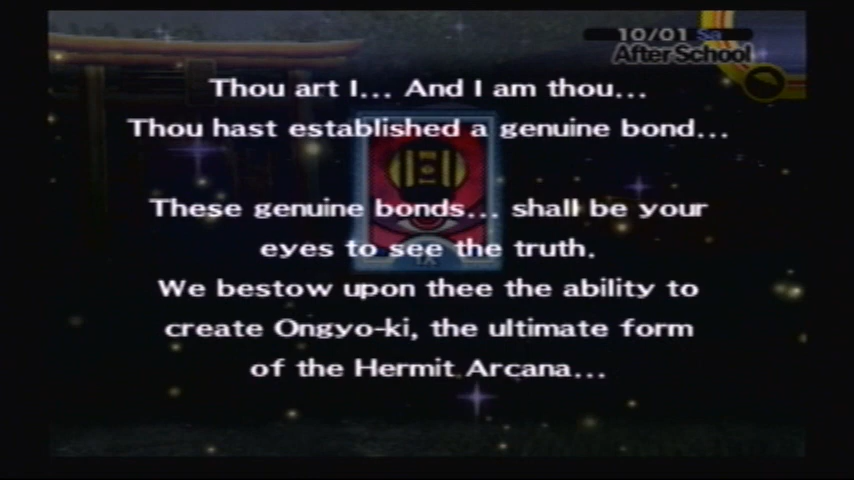 10/01 Sa
After School
Thou art I... And I am thou...
Thou hast established a genuine bond...
These genuine bonds... shall be your
eyes to see the truth.
We bestow upon thee the ability to
create Ongyo-ki, the ultimate form
of the Hermit Arcana...
IX